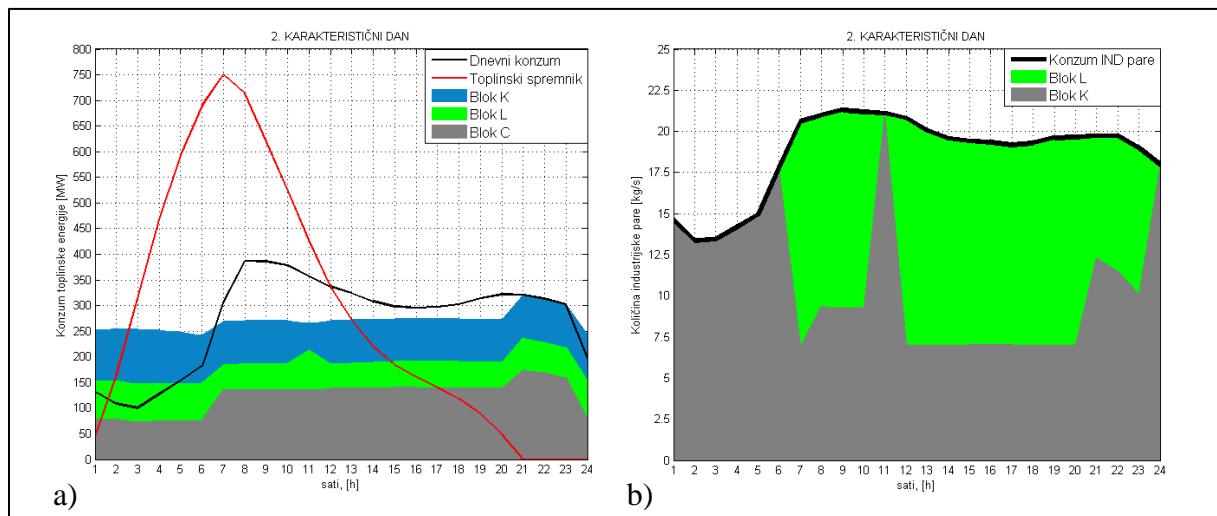 2. KARAKTERISTIČNI DAN
Konzum toplinske energije [MW]
800
750
700
650
600
550
500
450
400
350
300
250
200
150
100
50
0
Dnevni konzum
Toplinski spremnik
Blok K
Blok L
Blok C
1 2 3 4 5 6 7 8 9 10 11 12 13 14 15 16 17 18 19 20 21 22 23 24
sati, [h]
a)
2. KARAKTERISTIČNI DAN
Količina industrijske pare [kg/s]
25
22.5
20
17.5
15
12.5
10
7.5
5
2.5
0
Konzum IND pare
Blok L
Blok K
1 2 3 4 5 6 7 8 9 10 11 12 13 14 15 16 17 18 19 20 21 22 23 24
sati, [h]
b)